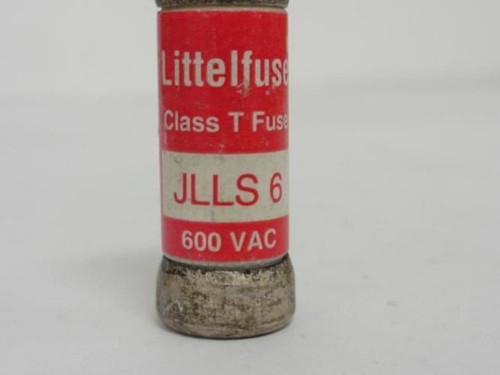 Littelfuse
Class T Fuse
JLLS 6
600 VAC